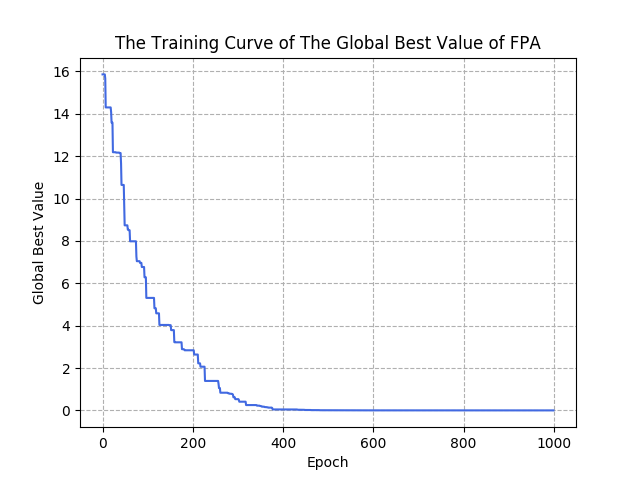 The Training Curve of The Global Best Value of FPA
16
14
12
10
8
6
4
2
0
Global Best Value
0 200 400 600 800 1000
Epoch